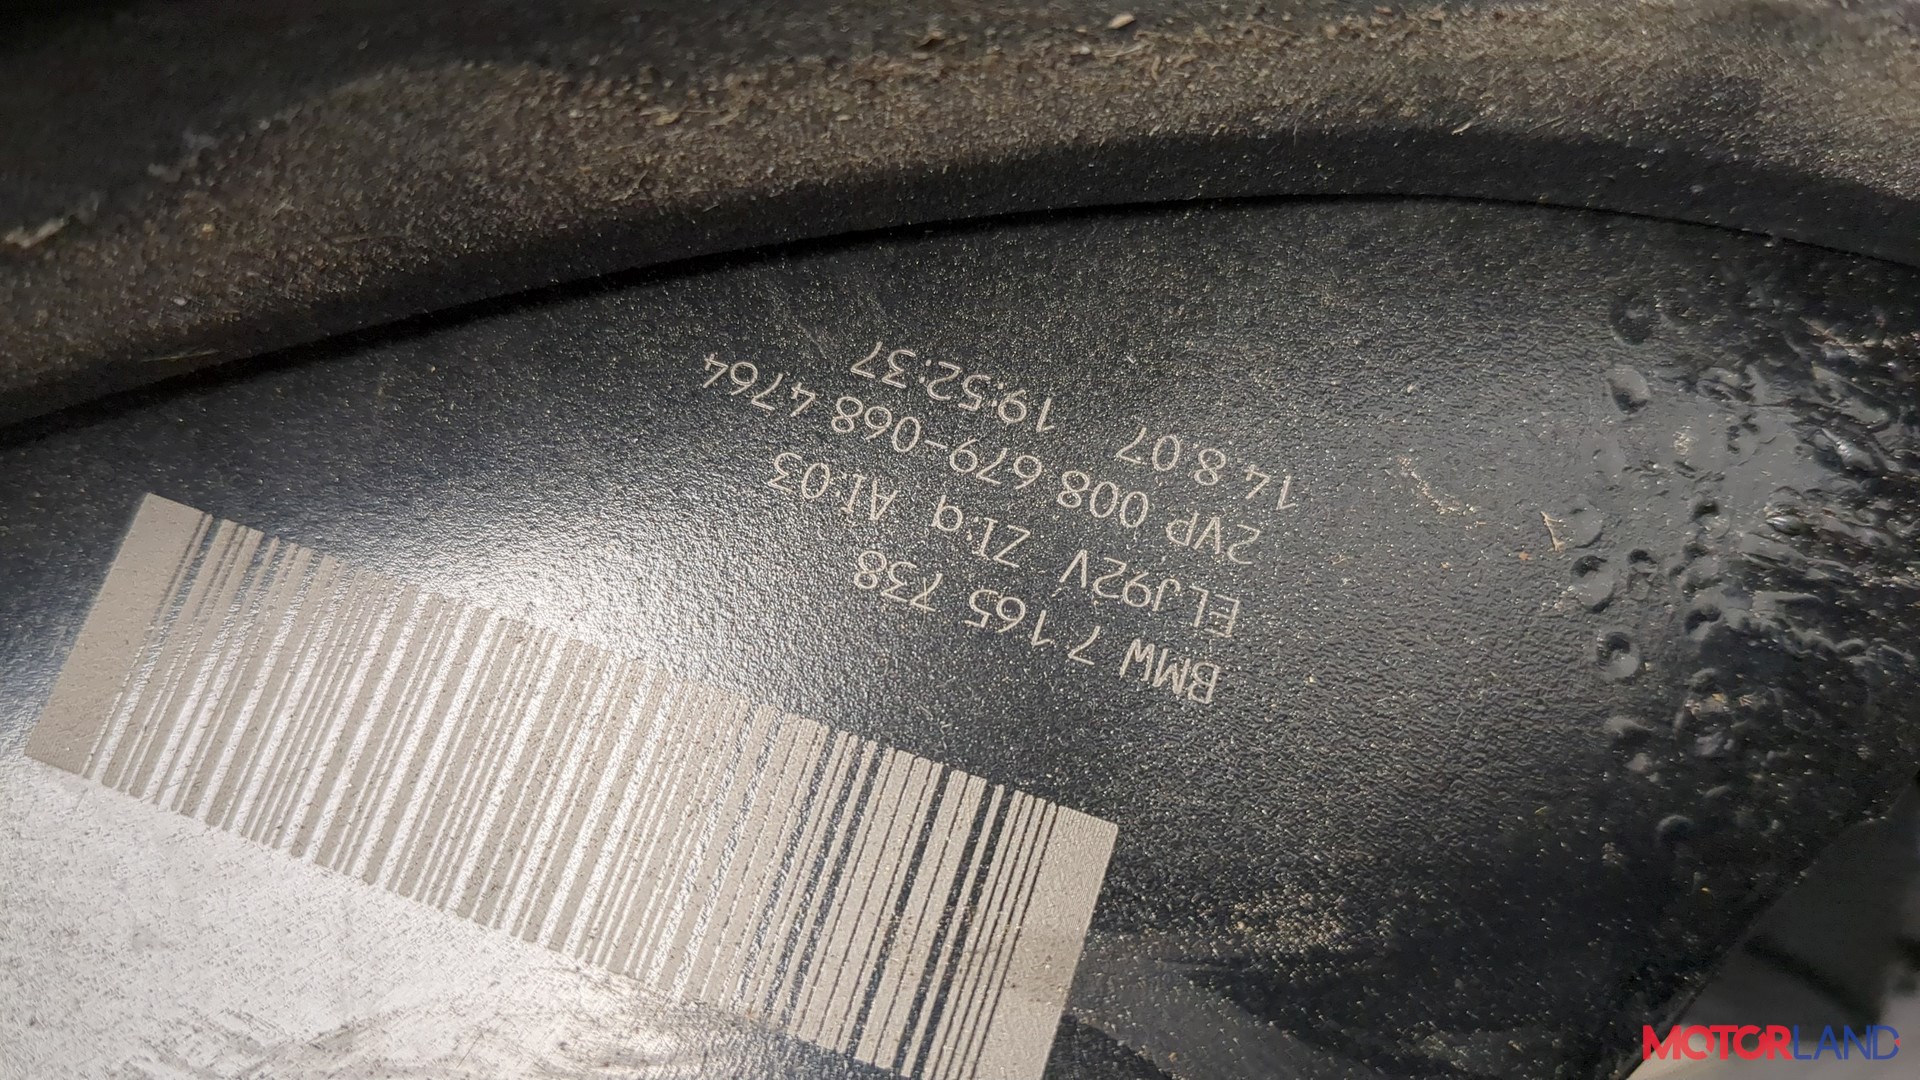 BMW 7 165 738
ELJ92V ZI:q AI:03
2VP 008 679-068 4764
14.8.07 19:52:37
MOTORLAND